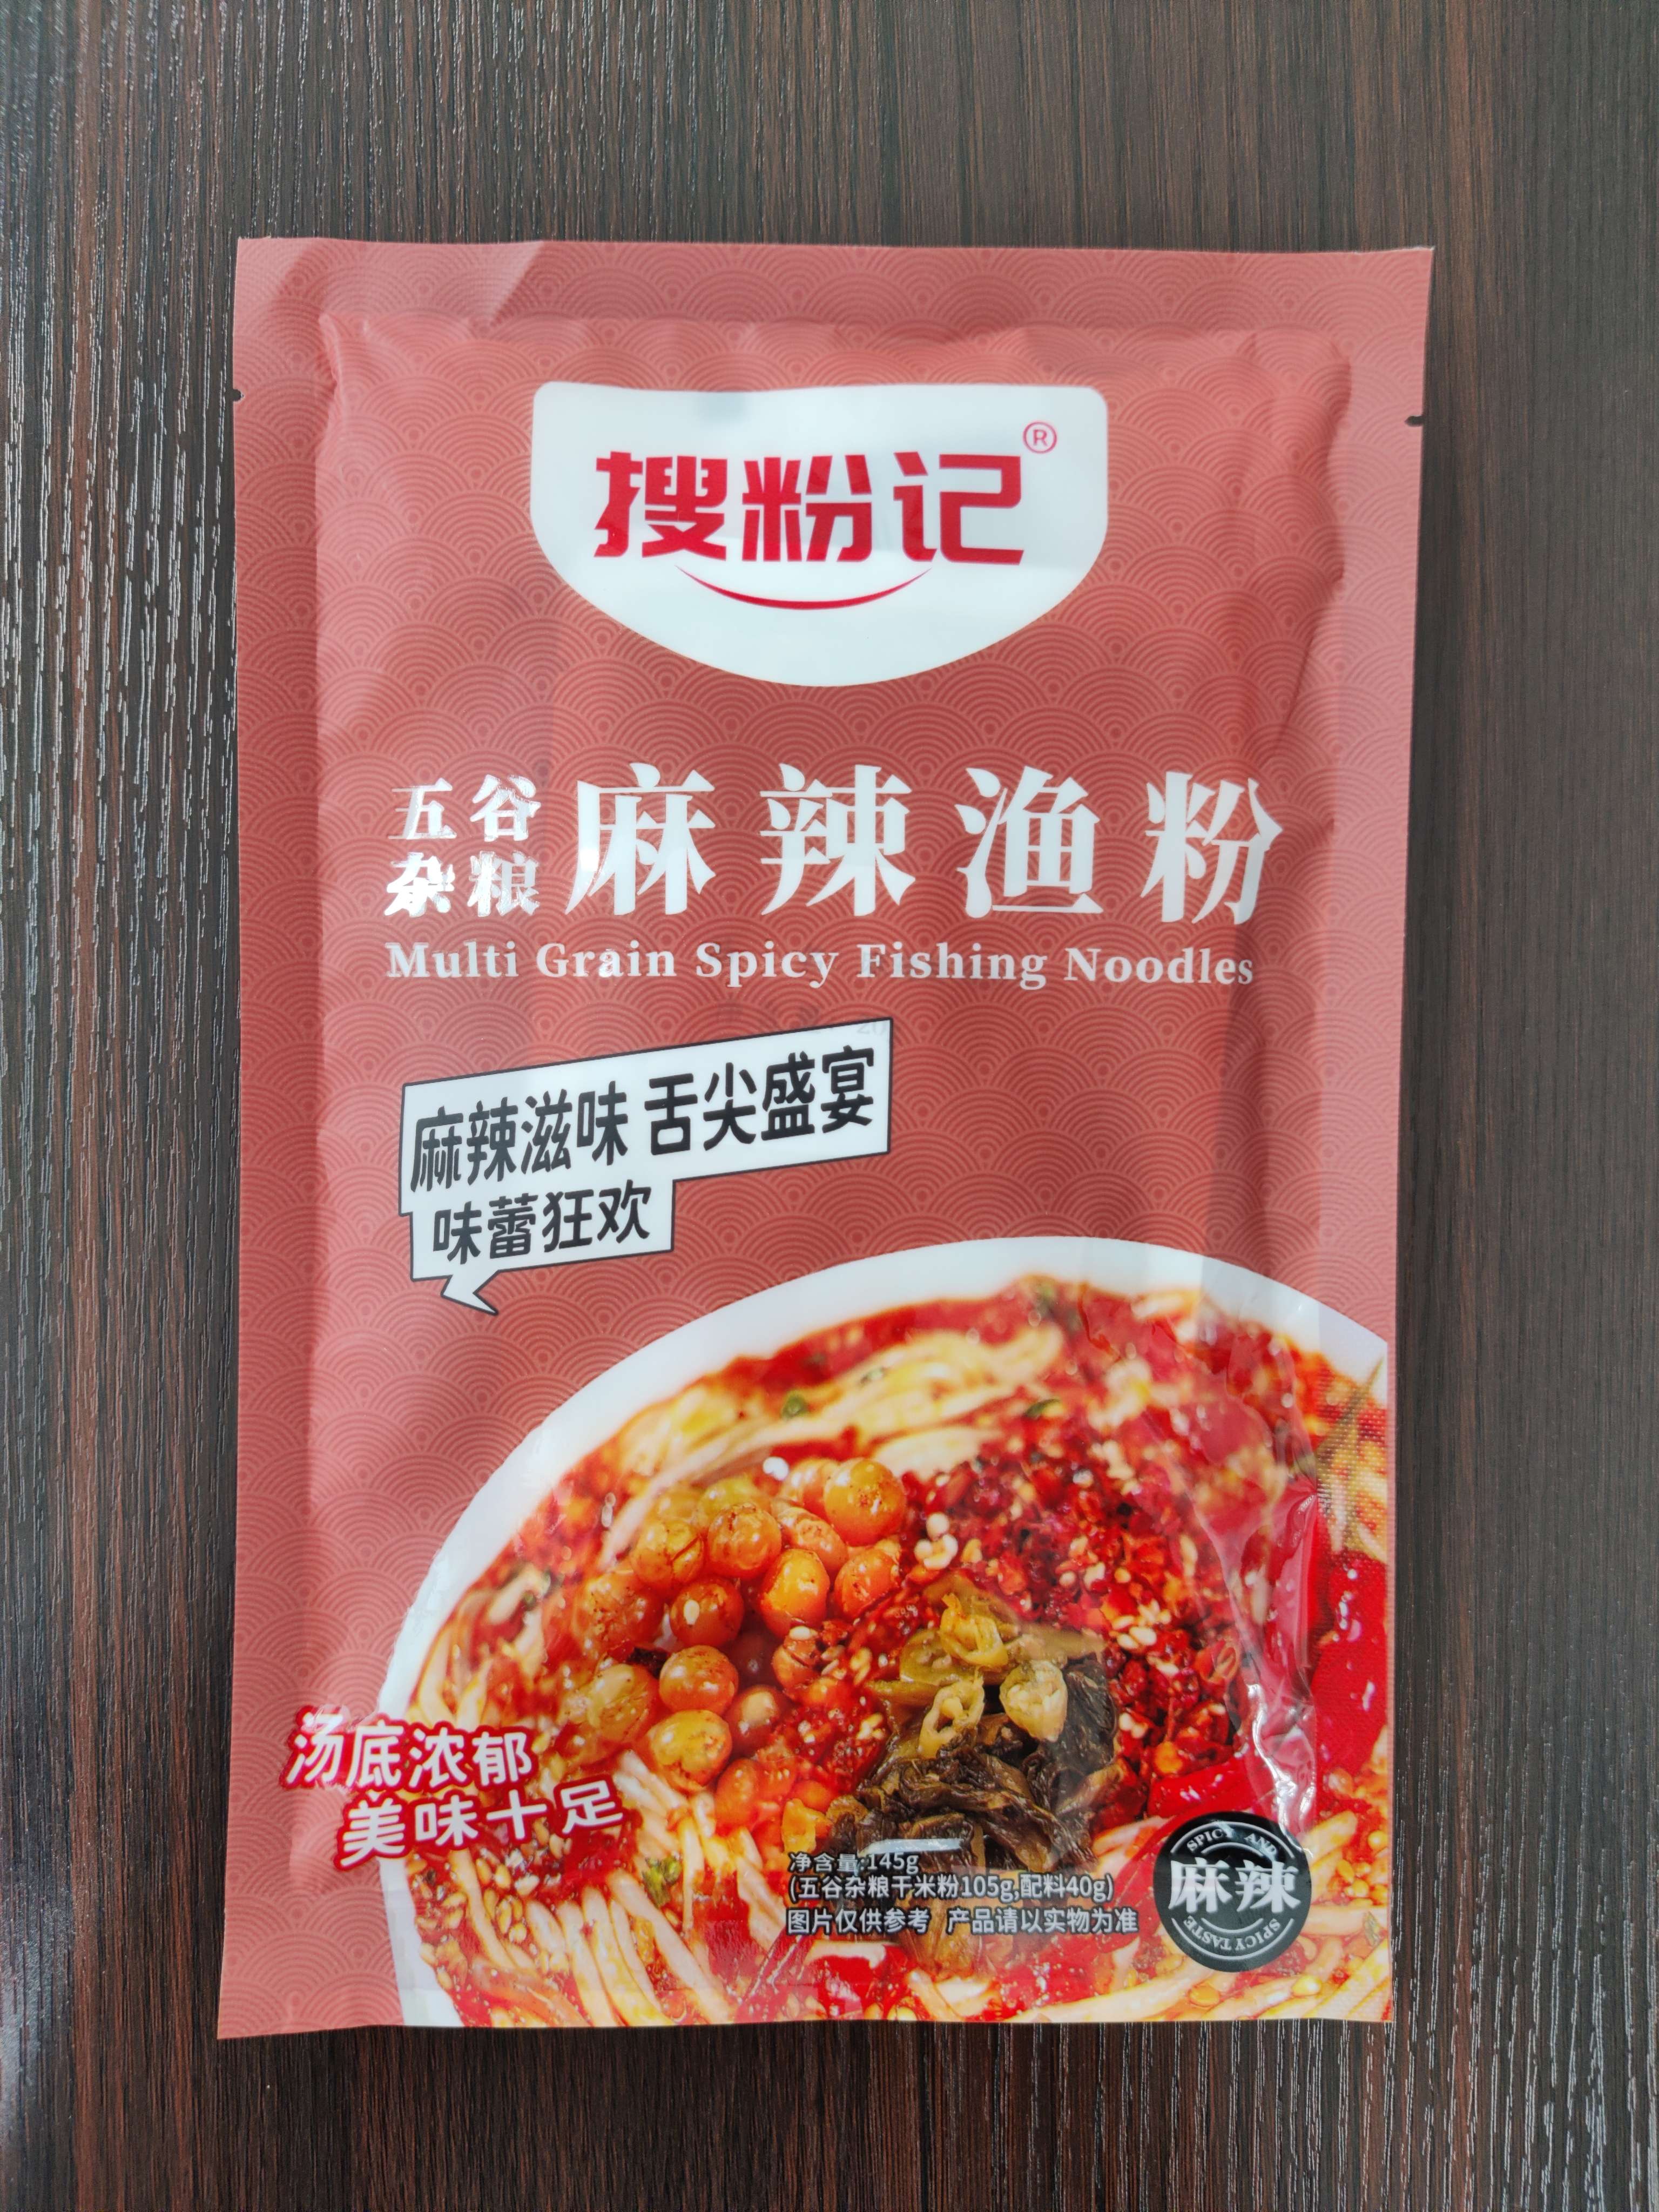 搜粉记®
五谷杂粮 麻辣渔粉
Multi Grain Spicy Fishing Noodles
麻辣滋味 舌尖盛宴
味蕾狂欢
汤底浓郁
美味十足
净含量:145g
(五谷杂粮干米粉105g,配料40g)
图片仅供参考 产品请以实物为准
SPICY AND
麻辣
SPICY TASTE